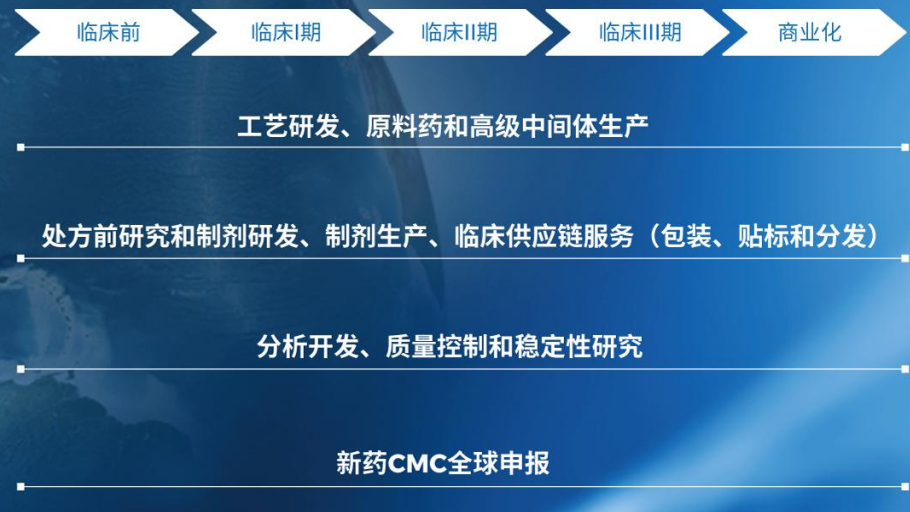 临床前 临床I期 临床II期 临床III期 商业化
工艺研发、原料药和高级中间体生产
处方前研究和制剂研发、制剂生产、临床供应链服务（包装、贴标和分发）
分析开发、质量控制和稳定性研究
新药CMC全球申报